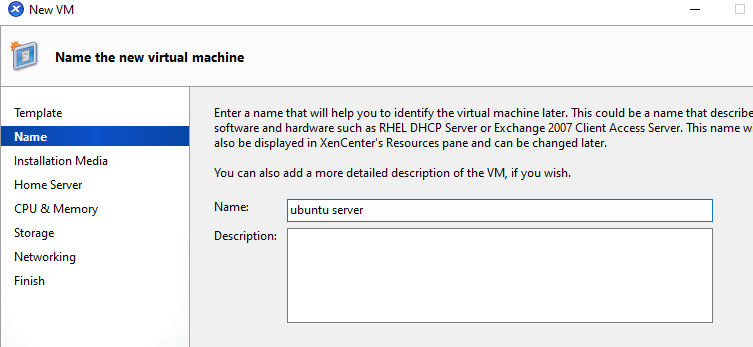 New VM
Name the new virtual machine
Template
Name
Installation Media
Home Server
CPU & Memory
Storage
Networking
Finish
Enter a name that will help you to identify the virtual machine later. This could be a name that describe
software and hardware such as RHEL DHCP Server or Exchange 2007 Client Access Server. This name w
also be displayed in XenCenter's Resources pane and can be changed later.
You can also add a more detailed description of the VM, if you wish.
Name: ubuntu server
Description: